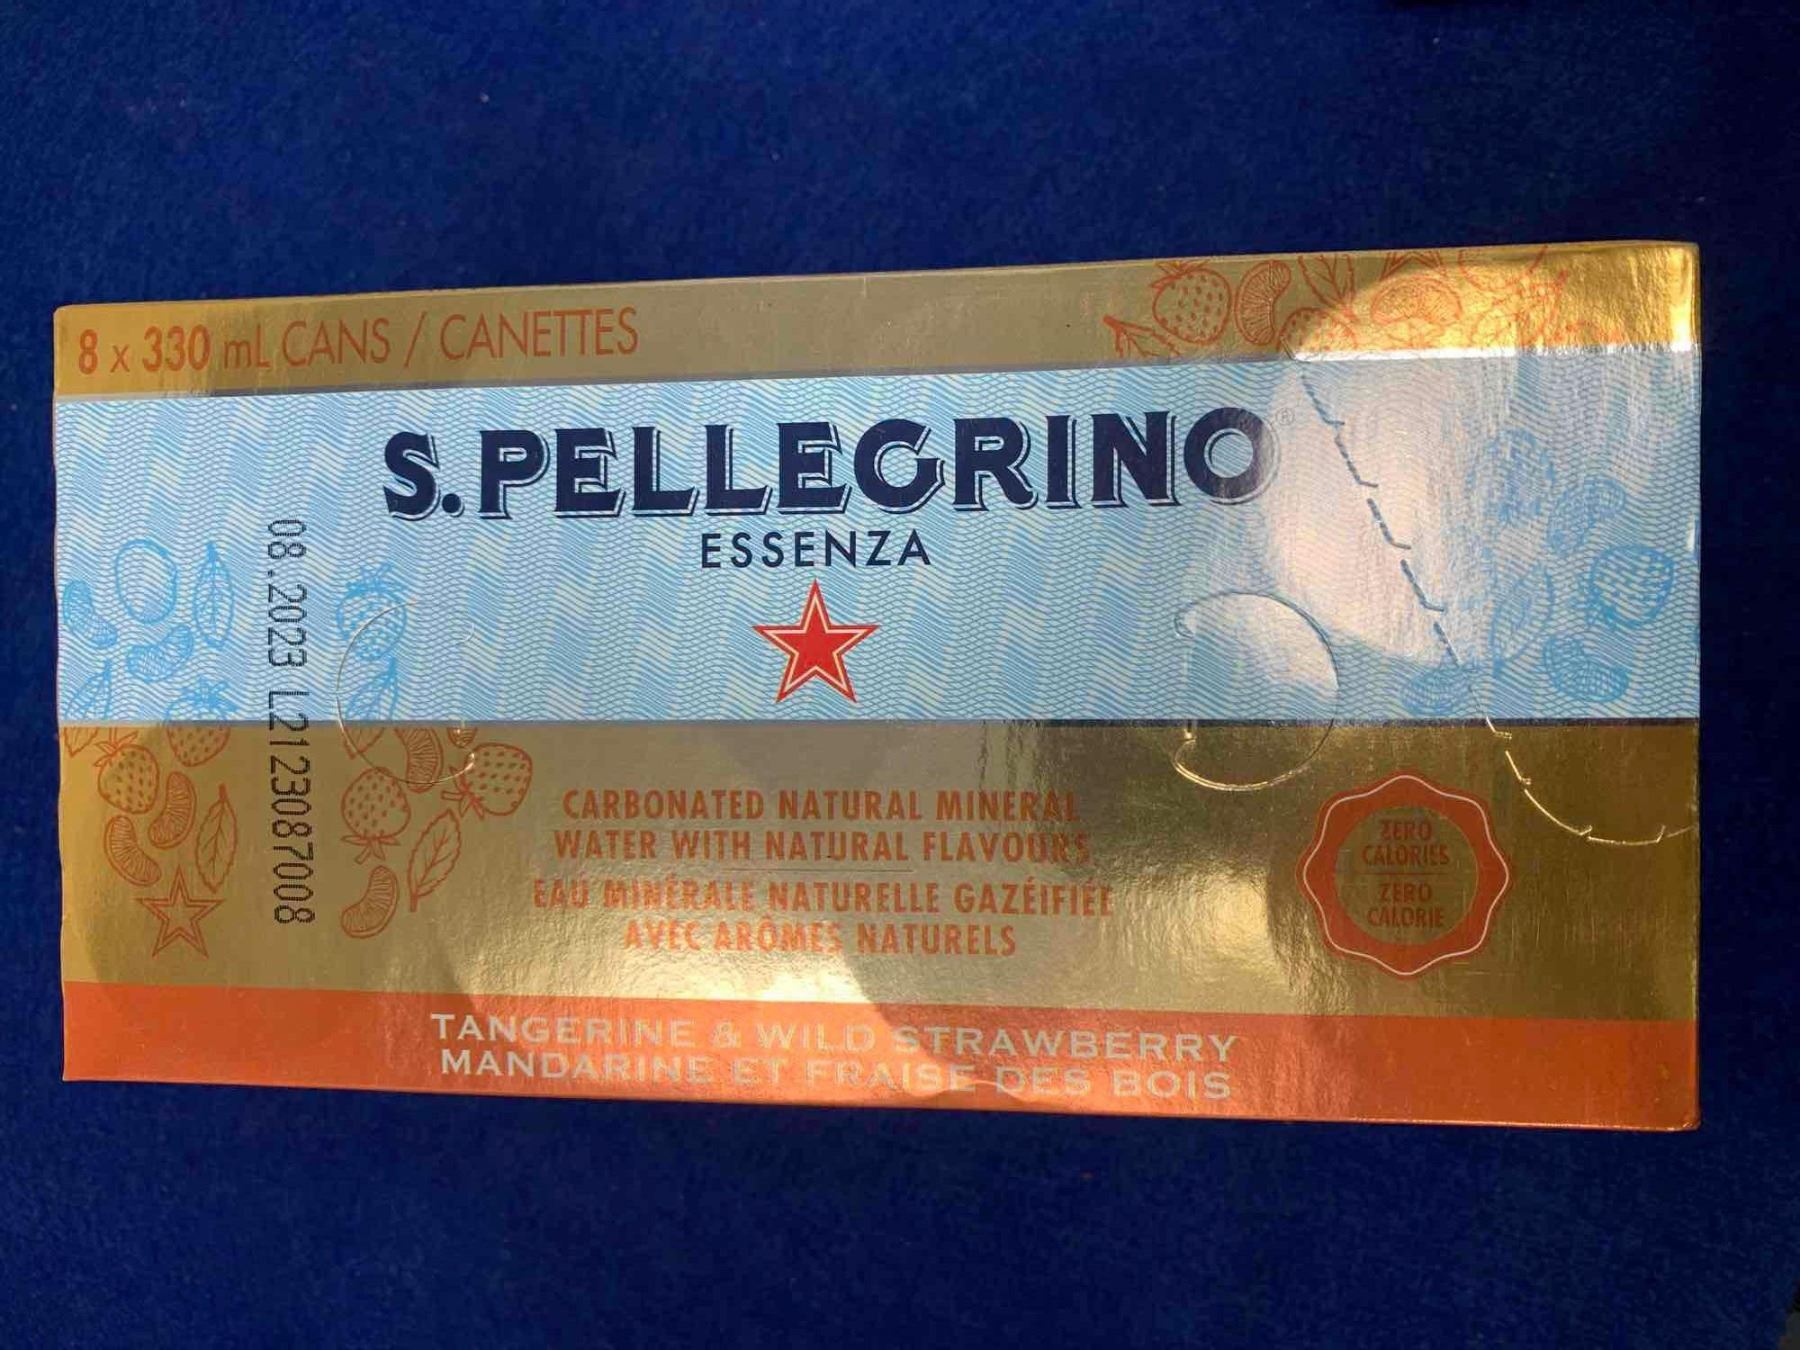 8 x 330 mL CANS / CANETTES
S.PELLEGRINO®
ESSENZA
08.2023 L2123087008
CARBONATED NATURAL MINERAL
WATER WITH NATURAL FLAVOURS
EAU MINÉRALE NATURELLE GAZÉIFIÉE
AVEC ARÔMES NATURELS
ZERO
CALORIES
ZERO
CALORIE
TANGERINE & WILD STRAWBERRY
MANDARINE ET FRAISE DES BOIS